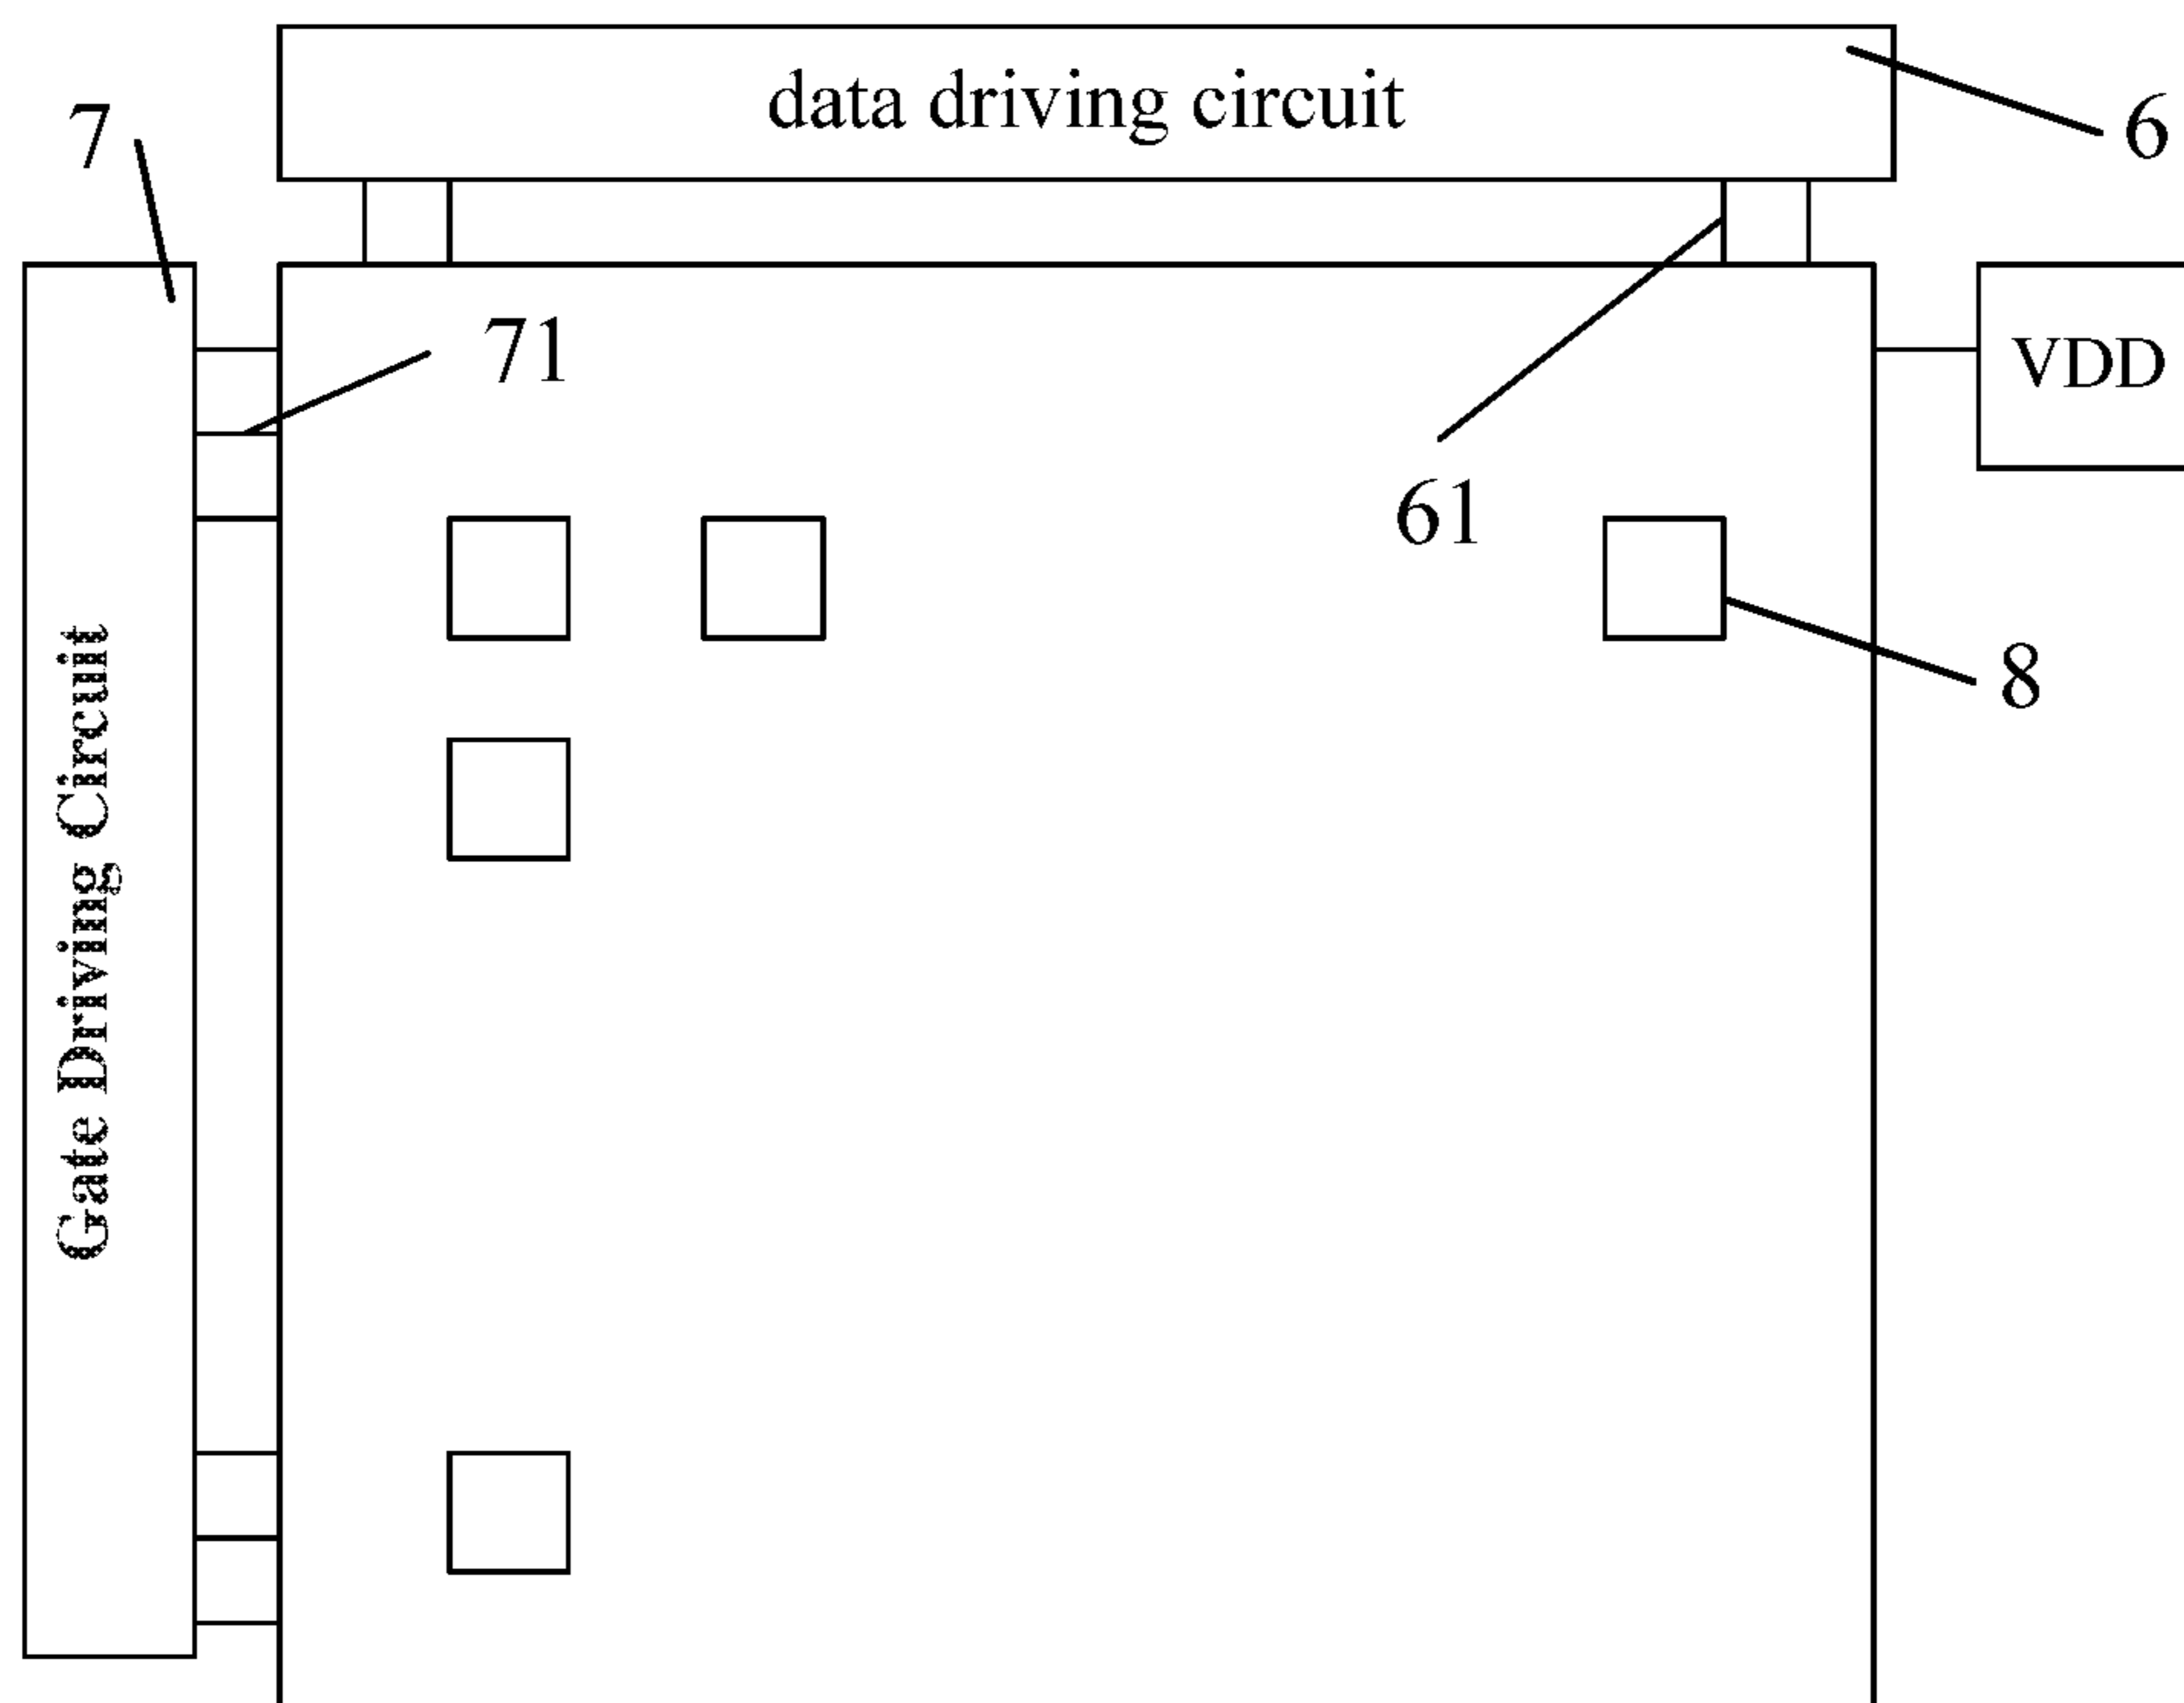 data driving circuit
6
7
71
VDD
61
8
Gate Driving Circuit